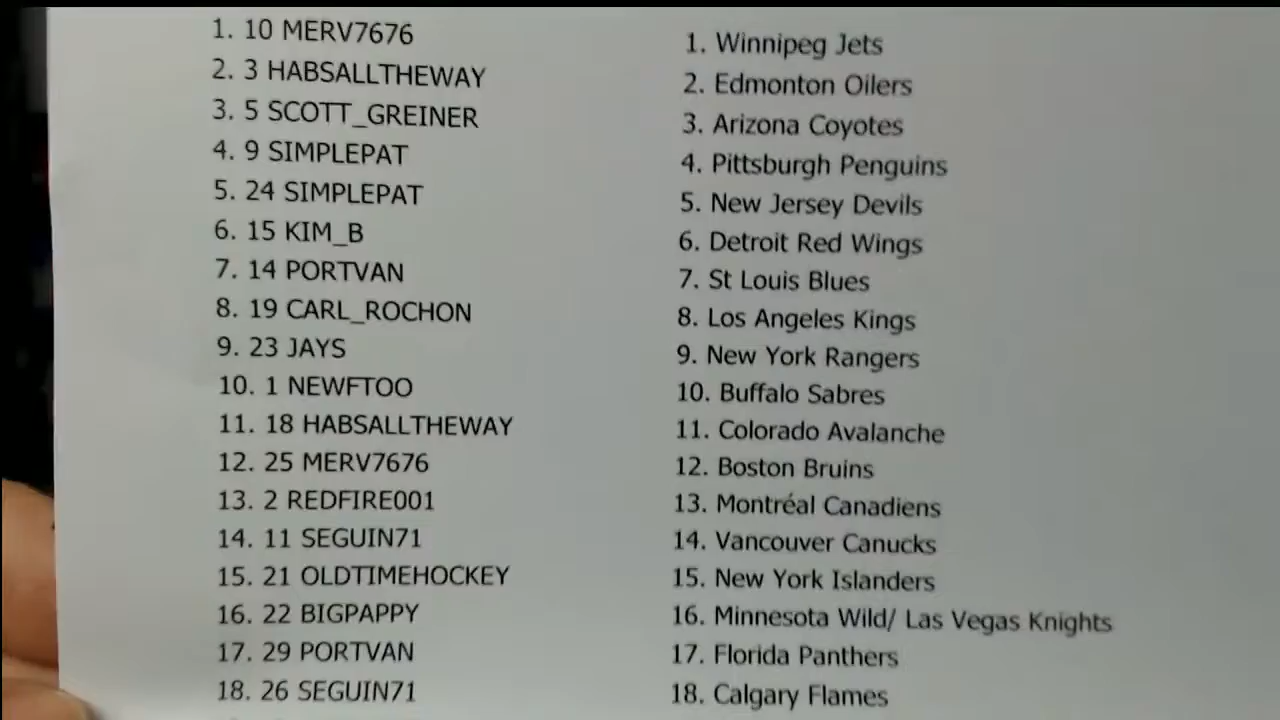 1. 10 MERV7676
2. 3 HABSALLTHEWAY
3. 5 SCOTT_GREINER
4. 9 SIMPLEPAT
5. 24 SIMPLEPAT
6. 15 KIM_B
7. 14 PORTVAN
8. 19 CARL_ROCHON
9. 23 JAYS
10. 1 NEWFTOO
11. 18 HABSALLTHEWAY
12. 25 MERV7676
13. 2 REDFIRE001
14. 11 SEGUIN71
15. 21 OLDTIMEHOCKEY
16. 22 BIGPAPPY
17. 29 PORTVAN
18. 26 SEGUIN71
1. Winnipeg Jets
2. Edmonton Oilers
3. Arizona Coyotes
4. Pittsburgh Penguins
5. New Jersey Devils
6. Detroit Red Wings
7. St Louis Blues
8. Los Angeles Kings
9. New York Rangers
10. Buffalo Sabres
11. Colorado Avalanche
12. Boston Bruins
13. Montréal Canadiens
14. Vancouver Canucks
15. New York Islanders
16. Minnesota Wild/ Las Vegas Knights
17. Florida Panthers
18. Calgary Flames